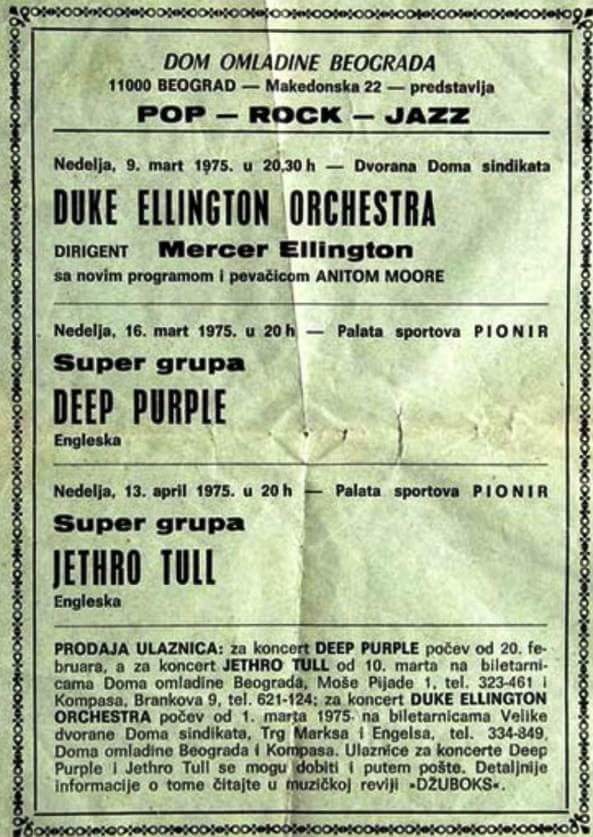 DOM OMLADINE BEOGRADA
11000 BEOGRAD — Makedonska 22 — predstavlja
POP — ROCK — JAZZ
Nedelja, 9. mart 1975. u 20,30 h — Dvorana Doma sindikata
DUKE ELLINGTON ORCHESTRA
DIRIGENT Mercer Ellington
sa novim programom i pevačicom ANITOM MOORE
Nedelja, 16. mart 1975. u 20 h — Palata sportova PIONIR
Super grupa
DEEP PURPLE
Engleska
Nedelja, 13. april 1975. u 20 h — Palata sportova PIONIR
Super grupa
JETHRO TULL
Engleska
PRODAJA ULAZNICA: za koncert DEEP PURPLE počev od 20. fe-
bruara, a za koncert JETHRO TULL od 10. marta na biletarni-
cama Doma omladine Beograda, Moše Pijade 1, tel. 323-461 i
Kompasa, Brankova 9, tel. 621-124; za koncert DUKE ELLINGTON
ORCHESTRA počev od 1. marta 1975. na biletarnicama Velike
dvorane Doma sindikata, Trg Marksa i Engelsa, tel. 334-849,
Doma omladine Beograda i Kompasa. Ulaznice za koncerte Deep
Purple i Jethro Tull se mogu dobiti i putem pošte. Detaljnije
informacije o tome čitajte u muzičkoj reviji »DŽUBOKS«.